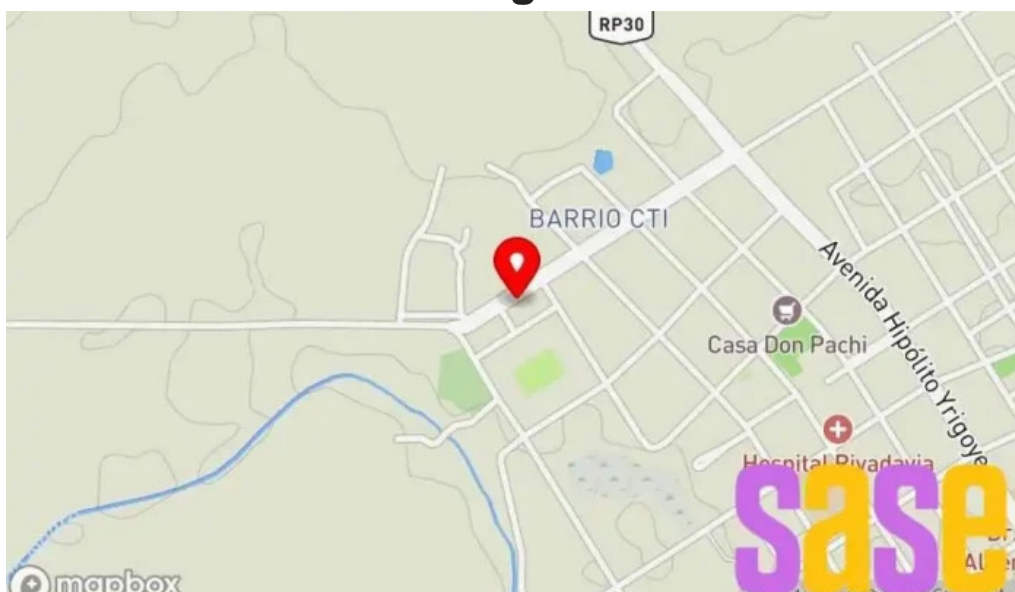 RP30
BARRIO CTI
Avenida Hipólito Yrigoye
Casa Don Pachi
Hospital Rivadavia
sase
mapbox